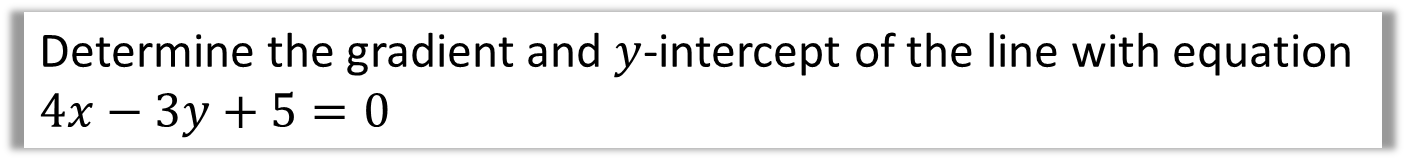 Determine the gradient and y-intercept of the line with equation
4x − 3y + 5 = 0